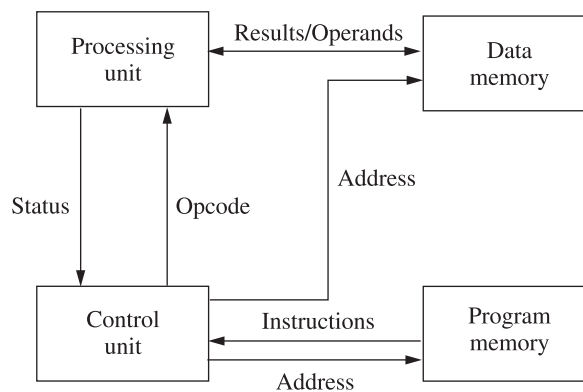 Processing
unit
Results/Operands
Data
memory
Address
Status
Opcode
Control
unit
Instructions
Program
memory
Address